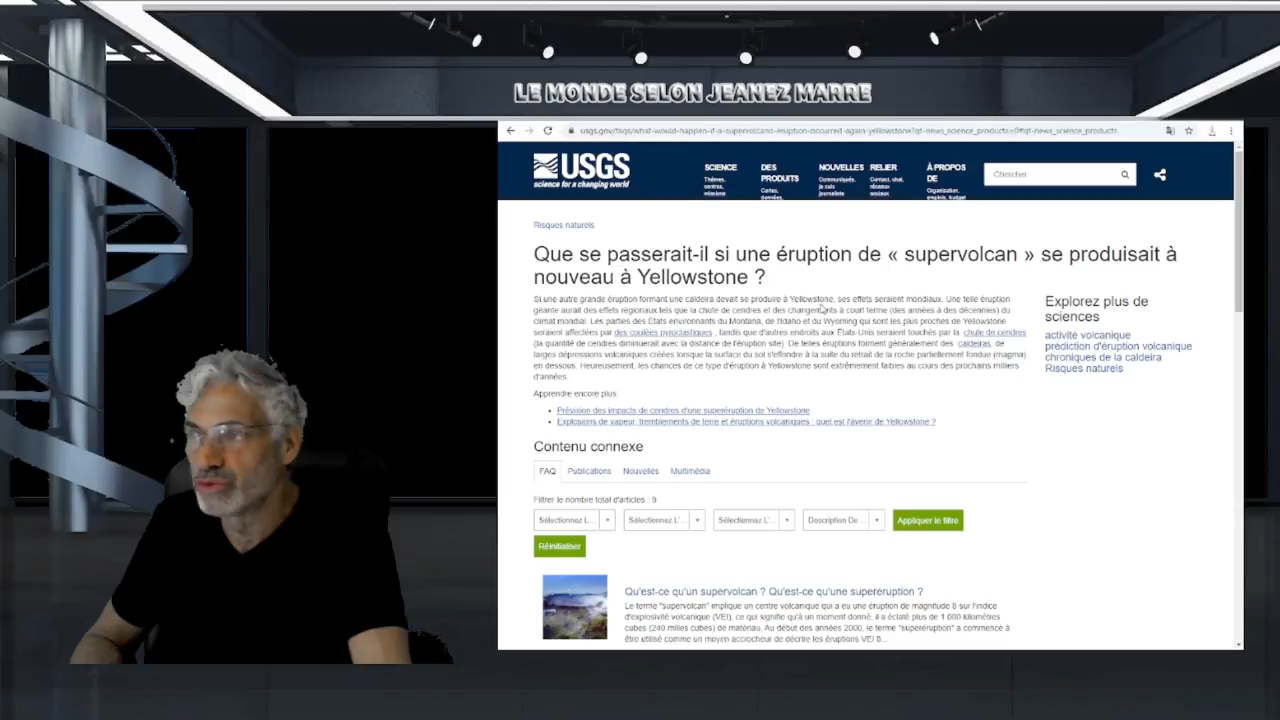 LE MONDE SELON JEANEZ MARRE
usgs.gov/faqs/what-would-happen-if-a-supervolcano-eruption-occurred-again-yellowstone?qt-news_science_products=0#qt-news_science_products
USGS
science for a changing world
SCIENCE
Thèmes,
centres,
missions
DES
PRODUITS
Cartes,
données,
NOUVELLES
Communiqués,
je suis
journaliste
RELIER
Contact, chat,
réseaux
sociaux
À PROPOS
DE
Organisation,
emplois, budget
Chercher
Risques naturels
Que se passerait-il si une éruption de « supervolcan » se produisait à
nouveau à Yellowstone ?
Si une autre grande éruption formant une caldeira devait se produire à Yellowstone, ses effets seraient mondiaux. Une telle éruption
géante aurait des effets régionaux tels que la chute de cendres et des changements à court terme (des années à des décennies) du
climat mondial. Les parties des États environnants du Montana, de l'Idaho et du Wyoming qui sont les plus proches de Yellowstone
seraient affectées par des coulées pyroclastiques , tandis que d'autres endroits aux États-Unis seraient touchés par la chute de cendres
(la quantité de cendres diminuerait avec la distance de l'éruption site). De telles éruptions forment généralement des caldeiras, de
larges dépressions volcaniques créées lorsque la surface du sol s'effondre à la suite du retrait de la roche partiellement fondue (magma)
en dessous. Heureusement, les chances de ce type d'éruption à Yellowstone sont extrêmement faibles au cours des prochains milliers
d'années.
Apprendre encore plus:
• Prévision des impacts de cendres d'une superéruption de Yellowstone
• Explosions de vapeur, tremblements de terre et éruptions volcaniques : quel est l'avenir de Yellowstone ?
Explorez plus de
sciences
activité volcanique
prédiction d'éruption volcanique
chroniques de la caldeira
Risques naturels
Contenu connexe
FAQ Publications Nouvelles Multimédia
Filtrer le nombre total d'articles : 9
Sélectionnez L... Sélectionnez L'... Sélectionnez L'... Description De ... Appliquer le filtre
Réinitialiser
Qu'est-ce qu'un supervolcan ? Qu'est-ce qu'une superéruption ?
Le terme "supervolcan" implique un centre volcanique qui a eu une éruption de magnitude 8 sur l'indice
d'explosivité volcanique (VEI), ce qui signifie qu'à un moment donné, il a éclaté plus de 1 000 kilomètres
cubes (240 milles cubes) de matériau. Au début des années 2000, le terme "superéruption" a commencé à
être utilisé comme un moyen accrocheur de décrire les éruptions VEI 8...